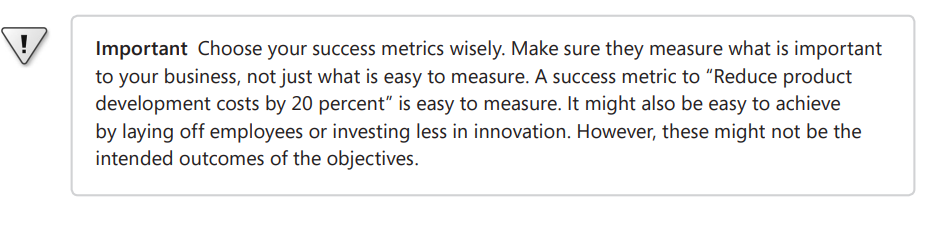 Important Choose your success metrics wisely. Make sure they measure what is important
to your business, not just what is easy to measure. A success metric to “Reduce product
development costs by 20 percent” is easy to measure. It might also be easy to achieve
by laying off employees or investing less in innovation. However, these might not be the
intended outcomes of the objectives.